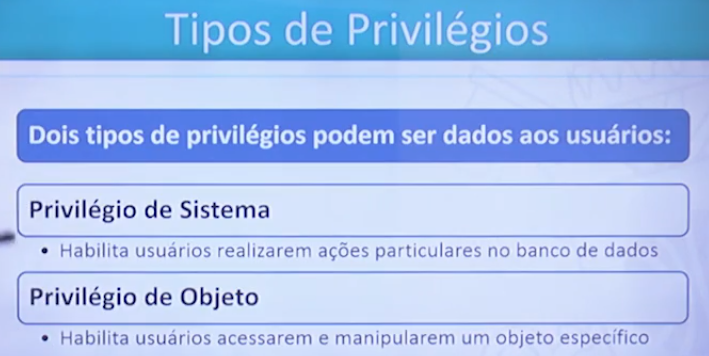 Tipos de Privilégios
Dois tipos de privilégios podem ser dados aos usuários:
Privilégio de Sistema
• Habilita usuários realizarem ações particulares no banco de dados
Privilégio de Objeto
• Habilita usuários acessarem e manipularem um objeto específico